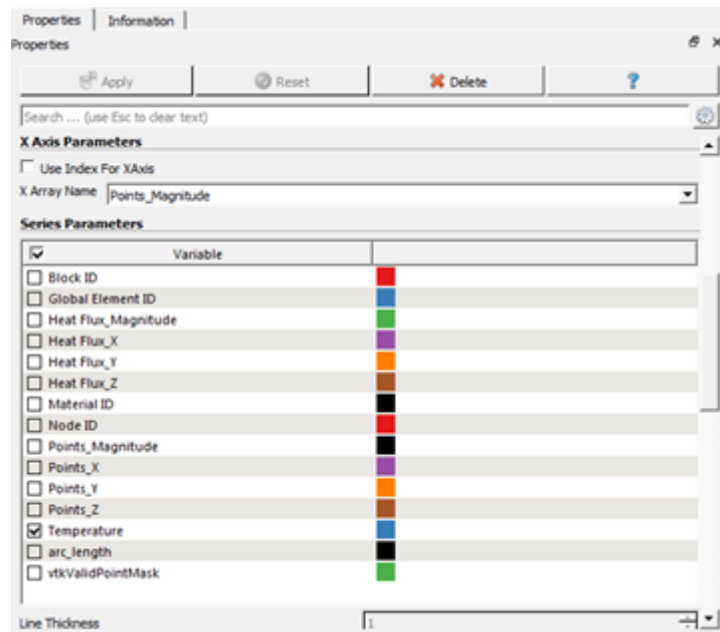 Properties Information
Properties
Apply Reset Delete ?
Search ... (use Esc to clear text)
X Axis Parameters
Use Index For XAxis
X Array Name Points_Magnitude
Series Parameters
Variable
Block ID
Global Element ID
Heat Flux_Magnitude
Heat Flux_X
Heat Flux_Y
Heat Flux_Z
Material ID
Node ID
Points_Magnitude
Points_X
Points_Y
Points_Z
Temperature
arc_length
vtkValidPointMask
Line Thickness 1